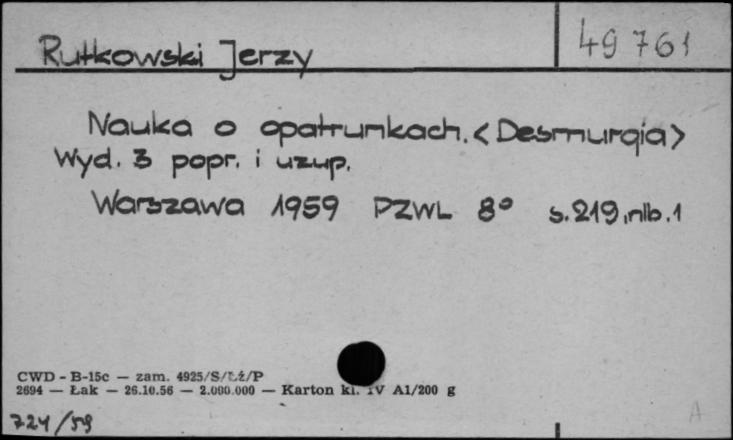 Rutkowski Jerzy 49761
Nauka o opatrunkach. <Desmurgia>
Wyd. 3 popr. i uzup.
Warszawa 1959 PZWL 8° s.219, nlb.1
CWD - B-15c — zam. 4925/S/Łź/P
2694 — Łak — 26.10.56 — 2.000.000 — Karton kl. IV A1/200 g
724/59 A